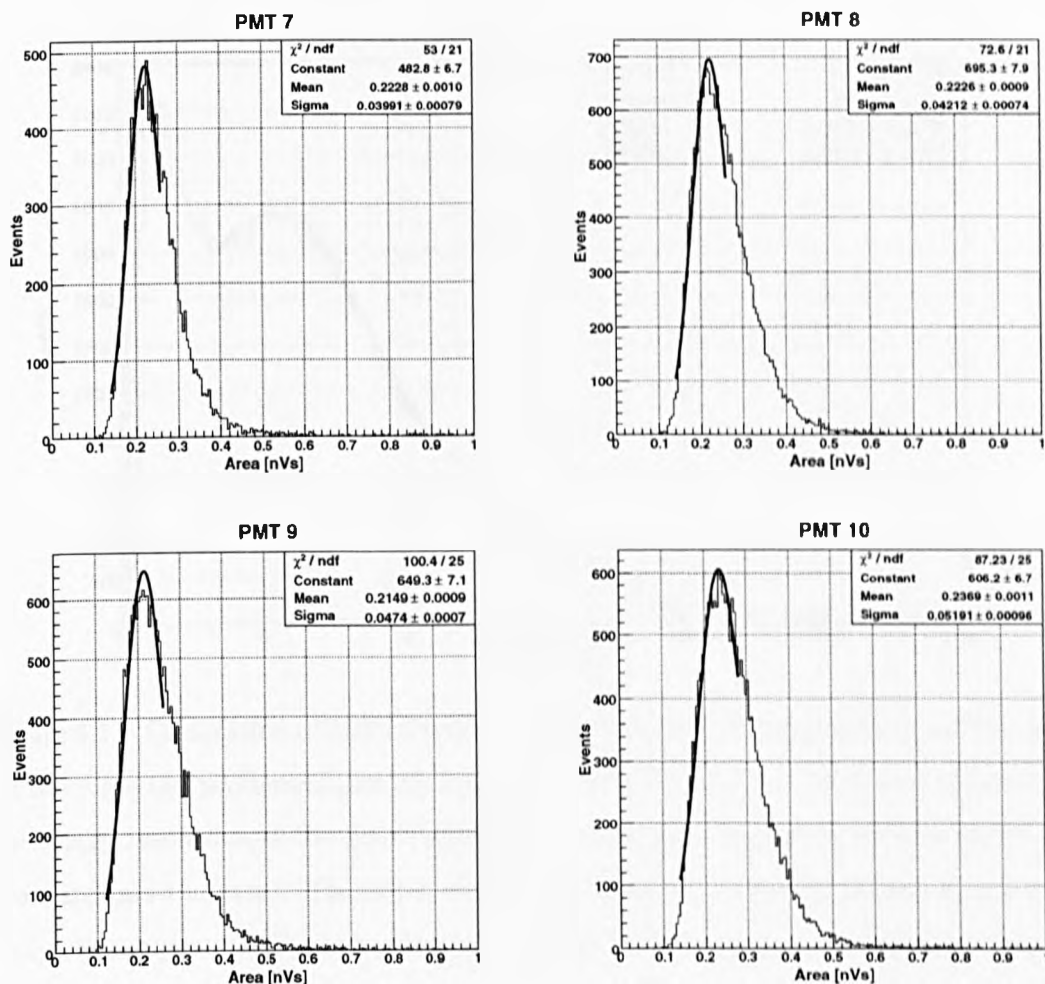 PMT 7
χ² / ndf 53 / 21
Constant 482.8 ± 6.7
Mean 0.2228 ± 0.0010
Sigma 0.03991 ± 0.00079
Events
500
400
300
200
100
0
0 0.1 0.2 0.3 0.4 0.5 0.6 0.7 0.8 0.9 1
Area [nVs]
PMT 8
χ² / ndf 72.6 / 21
Constant 695.3 ± 7.9
Mean 0.2226 ± 0.0009
Sigma 0.04212 ± 0.00074
Events
700
600
500
400
300
200
100
0
0 0.1 0.2 0.3 0.4 0.5 0.6 0.7 0.8 0.9 1
Area [nVs]
PMT 9
χ² / ndf 100.4 / 25
Constant 649.3 ± 7.1
Mean 0.2149 ± 0.0009
Sigma 0.0474 ± 0.0007
Events
600
500
400
300
200
100
0
0 0.1 0.2 0.3 0.4 0.5 0.6 0.7 0.8 0.9 1
Area [nVs]
PMT 10
χ² / ndf 87.23 / 25
Constant 606.2 ± 6.7
Mean 0.2369 ± 0.0011
Sigma 0.05191 ± 0.00096
Events
600
500
400
300
200
100
0
0 0.1 0.2 0.3 0.4 0.5 0.6 0.7 0.8 0.9 1
Area [nVs]